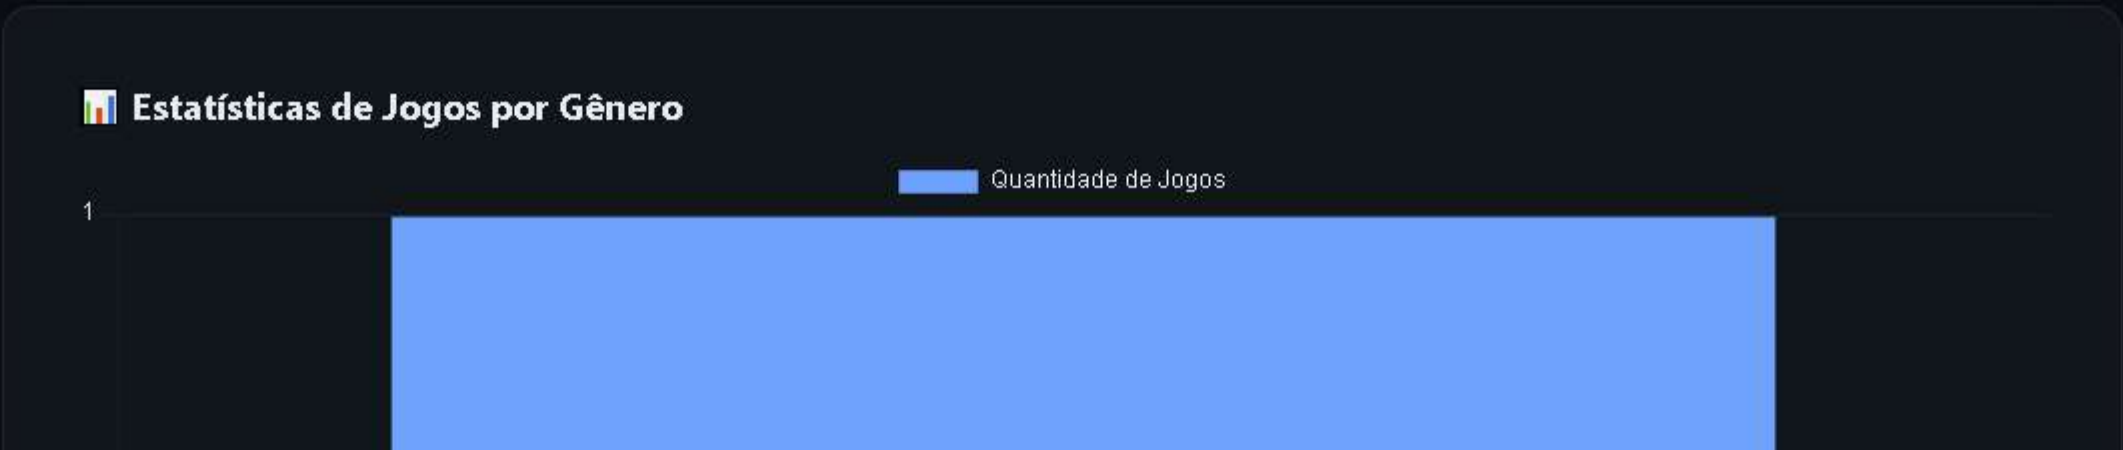 📊 Estatísticas de Jogos por Gênero
Quantidade de Jogos
1